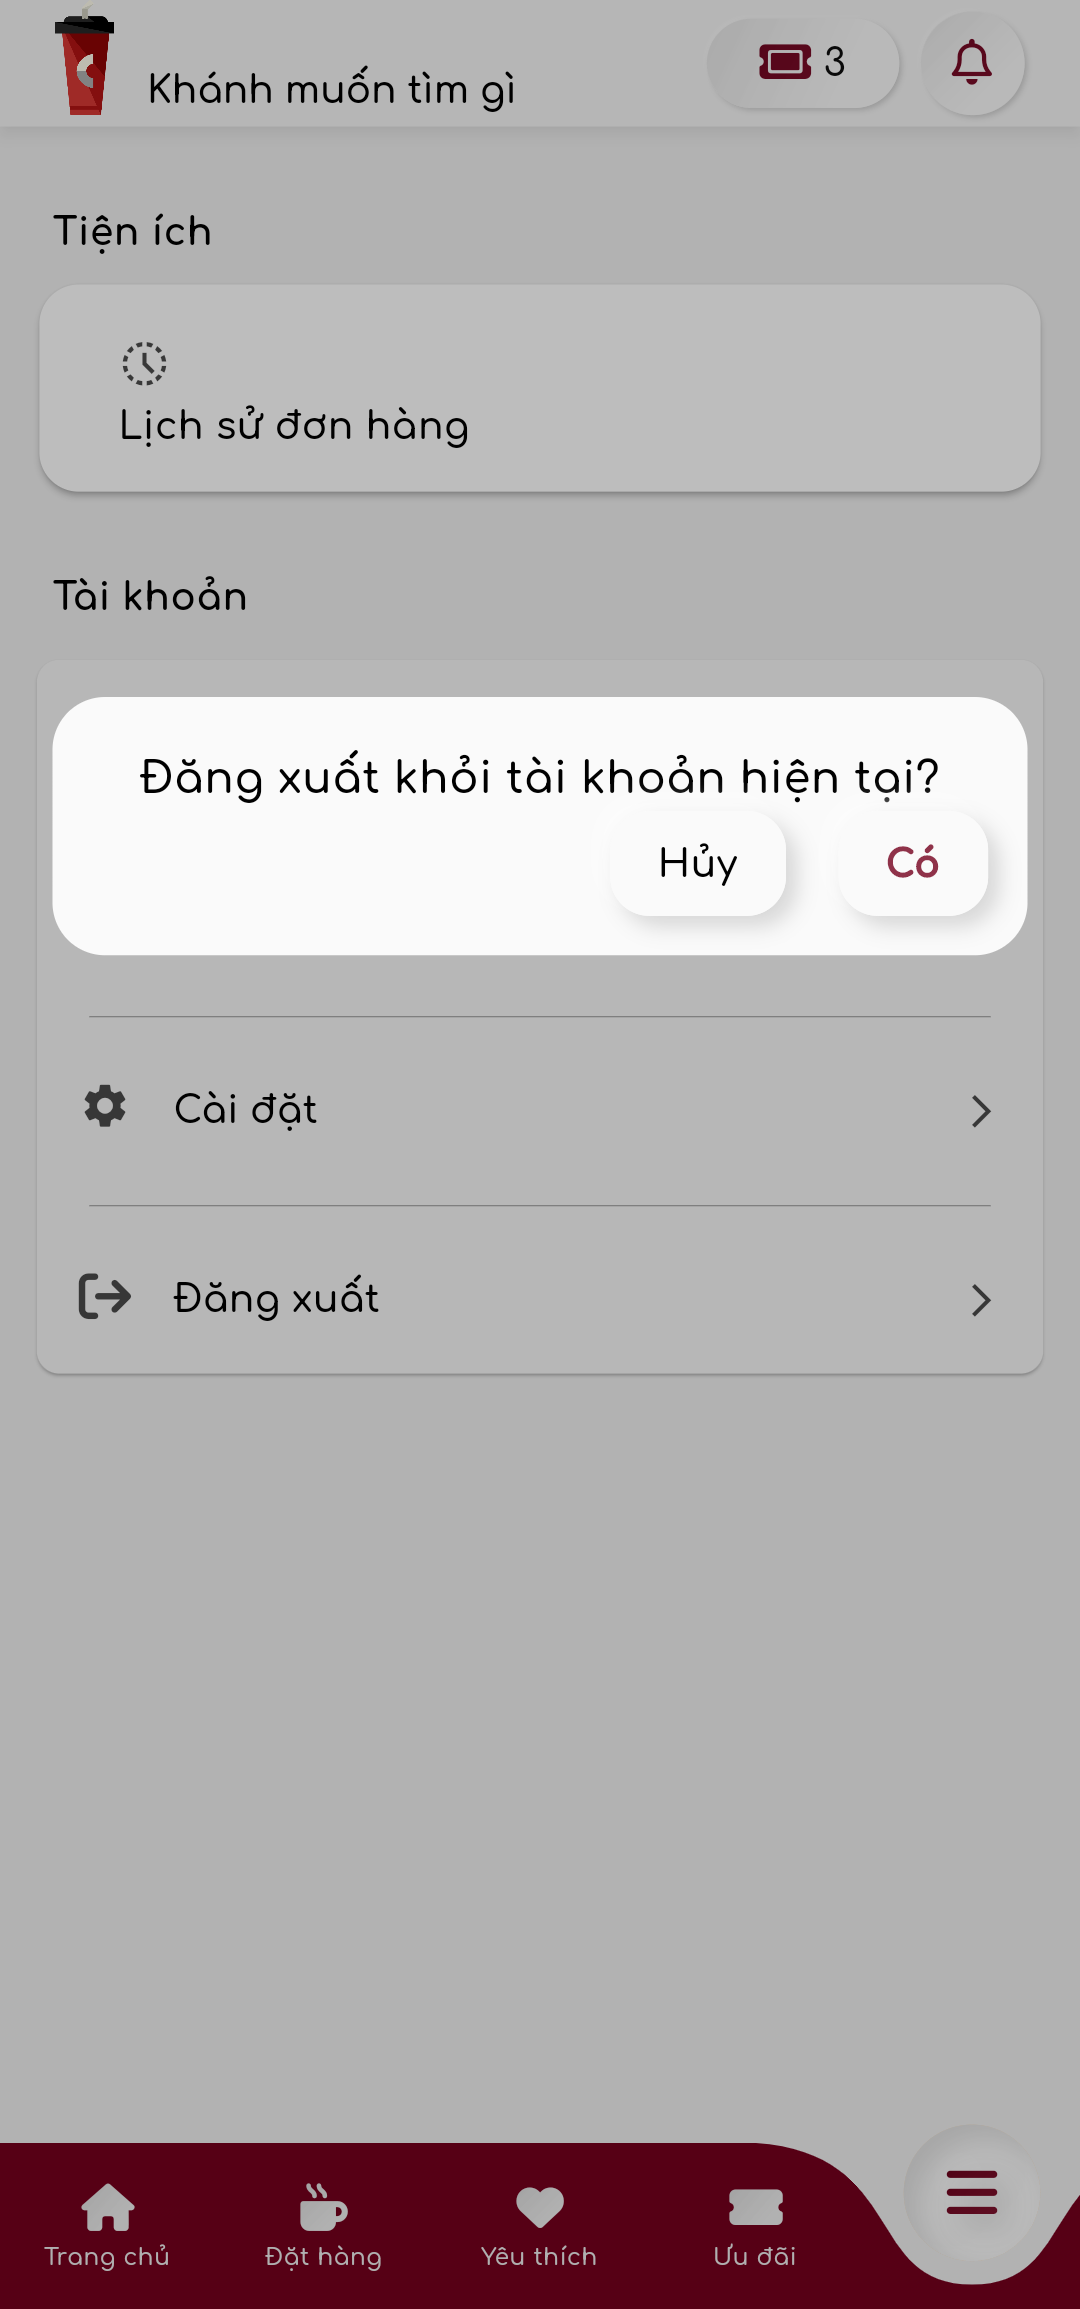 Khánh muốn tìm gì
3
Tiện ích
Lịch sử đơn hàng
Tài khoản
Đăng xuất khỏi tài khoản hiện tại?
Hủy
Có
Cài đặt
Đăng xuất
Trang chủ
Đặt hàng
Yêu thích
Ưu đãi